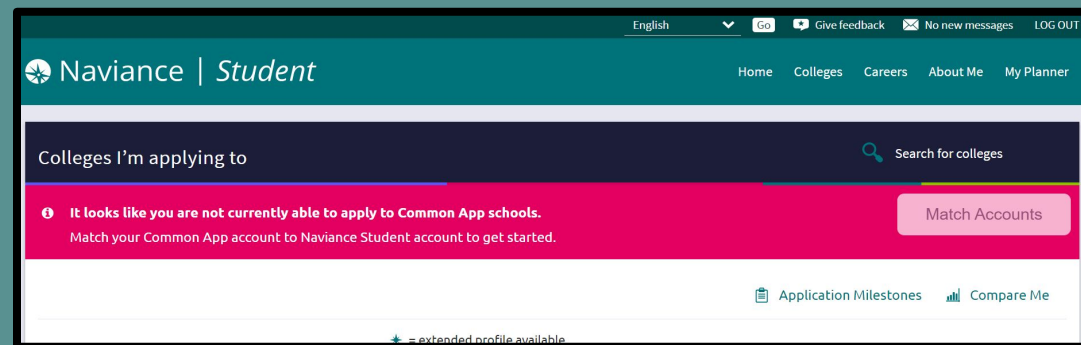 English Go Give feedback No new messages LOG OUT
Naviance | Student
Home Colleges Careers About Me My Planner
Colleges I'm applying to
Search for colleges
It looks like you are not currently able to apply to Common App schools.
Match your Common App account to Naviance Student account to get started.
Match Accounts
Application Milestones Compare Me
= extended profile available